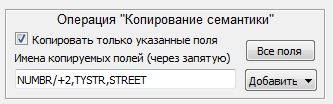 Операция "Копирование семантики"
Копировать только указанные поля
Все поля
Имена копируемых полей (через запятую)
NUMBR/+2,TYSTR,STREET
Добавить